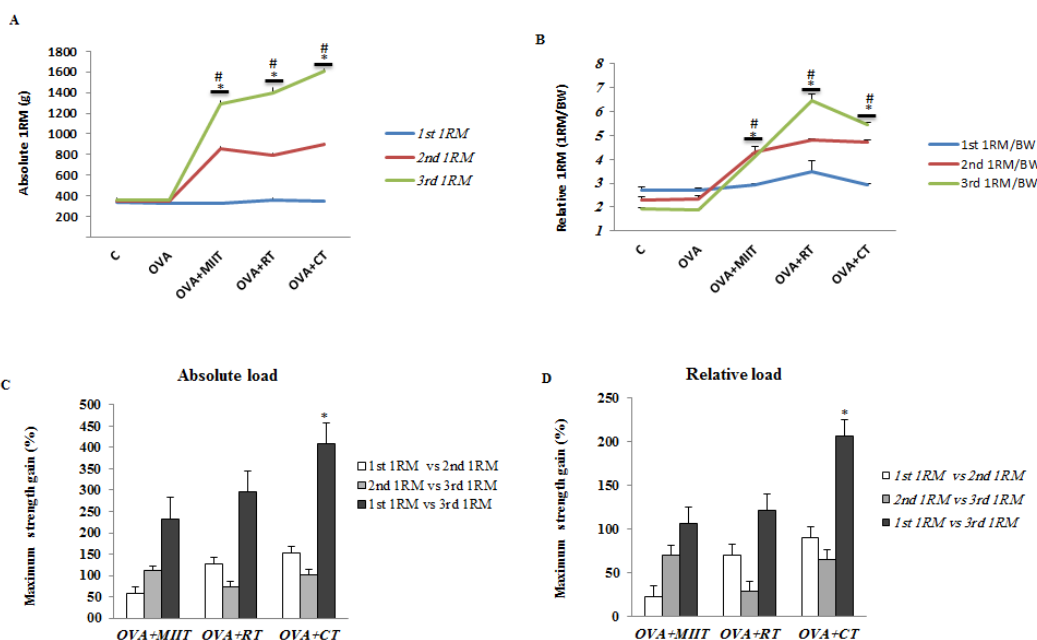 A
Absolute 1RM (g)
1800
1600
1400
1200
1000
800
600
400
200
#
*
#
*
#
*
C
OVA
OVA+MIIT
OVA+RT
OVA+CT
1st 1RM
2nd 1RM
3rd 1RM
B
Relative 1RM (1RM/BW)
8
7
6
5
4
3
2
1
#
*
#
*
#
*
C
OVA
OVA+MIIT
OVA+RT
OVA+CT
1st 1RM/BW
2nd 1RM/BW
3rd 1RM/BW
C
Absolute load
Maximum strength gain (%)
500
450
400
350
300
250
200
150
100
50
00
*
OVA+MIIT
OVA+RT
OVA+CT
1st 1RM vs 2nd 1RM
2nd 1RM vs 3rd 1RM
1st 1RM vs 3rd 1RM
D
Relative load
Maximum strength gain (%)
250
200
150
100
50
0
*
OVA+MIIT
OVA+RT
OVA+CT
1st 1RM vs 2nd 1RM
2nd 1RM vs 3rd 1RM
1st 1RM vs 3rd 1RM